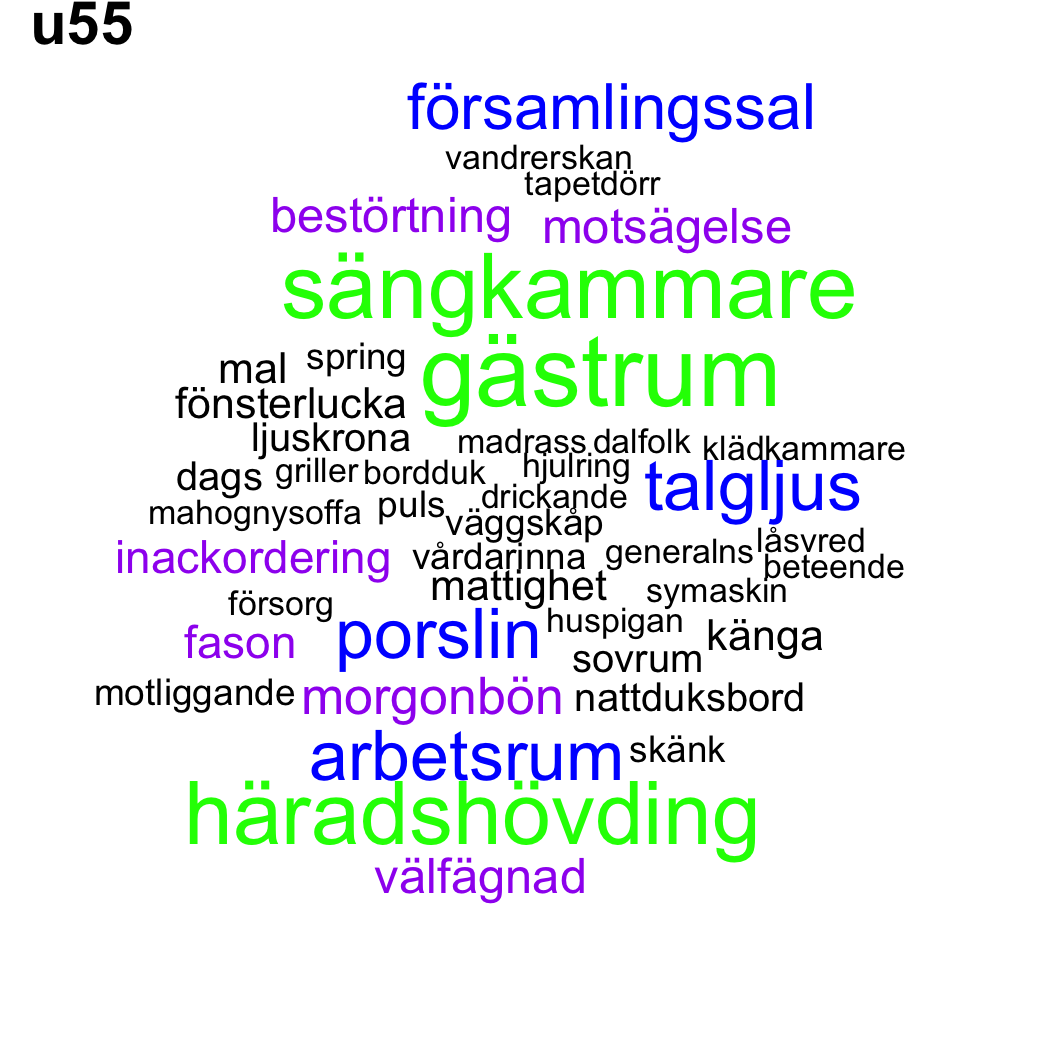 u55
församlingssal
vandrerskan
tapetdörr
bestörtning motsägelse
sängkammare
mal spring gästrum
fönsterlucka
ljuskrona madrass dalfolk klädkammare
dags griller bordduk hjulring talgljus
mahognysoffa puls drickande
väggskåp
inackordering vårdarinna generalns låsvred
mattighet symaskin beteende
försorg porslin huspigan känga
fason sovrum
motliggande morgonbön nattduksbord
arbetsrum skänk
häradshövding
välfägnad